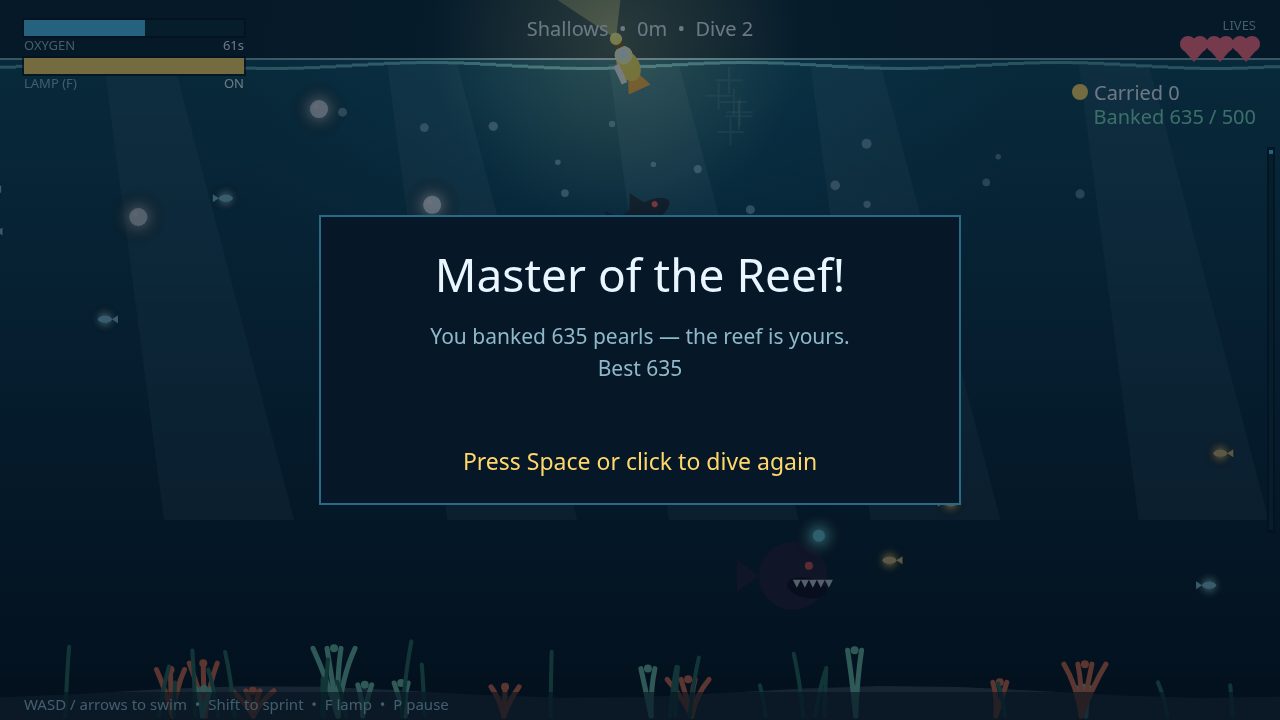 Shallows • 0m • Dive 2
OXYGEN 61s
LAMP (F) ON
LIVES
Carried 0
Banked 635 / 500
Master of the Reef!
You banked 635 pearls — the reef is yours.
Best 635
Press Space or click to dive again
WASD / arrows to swim • Shift to sprint • F lamp • P pause